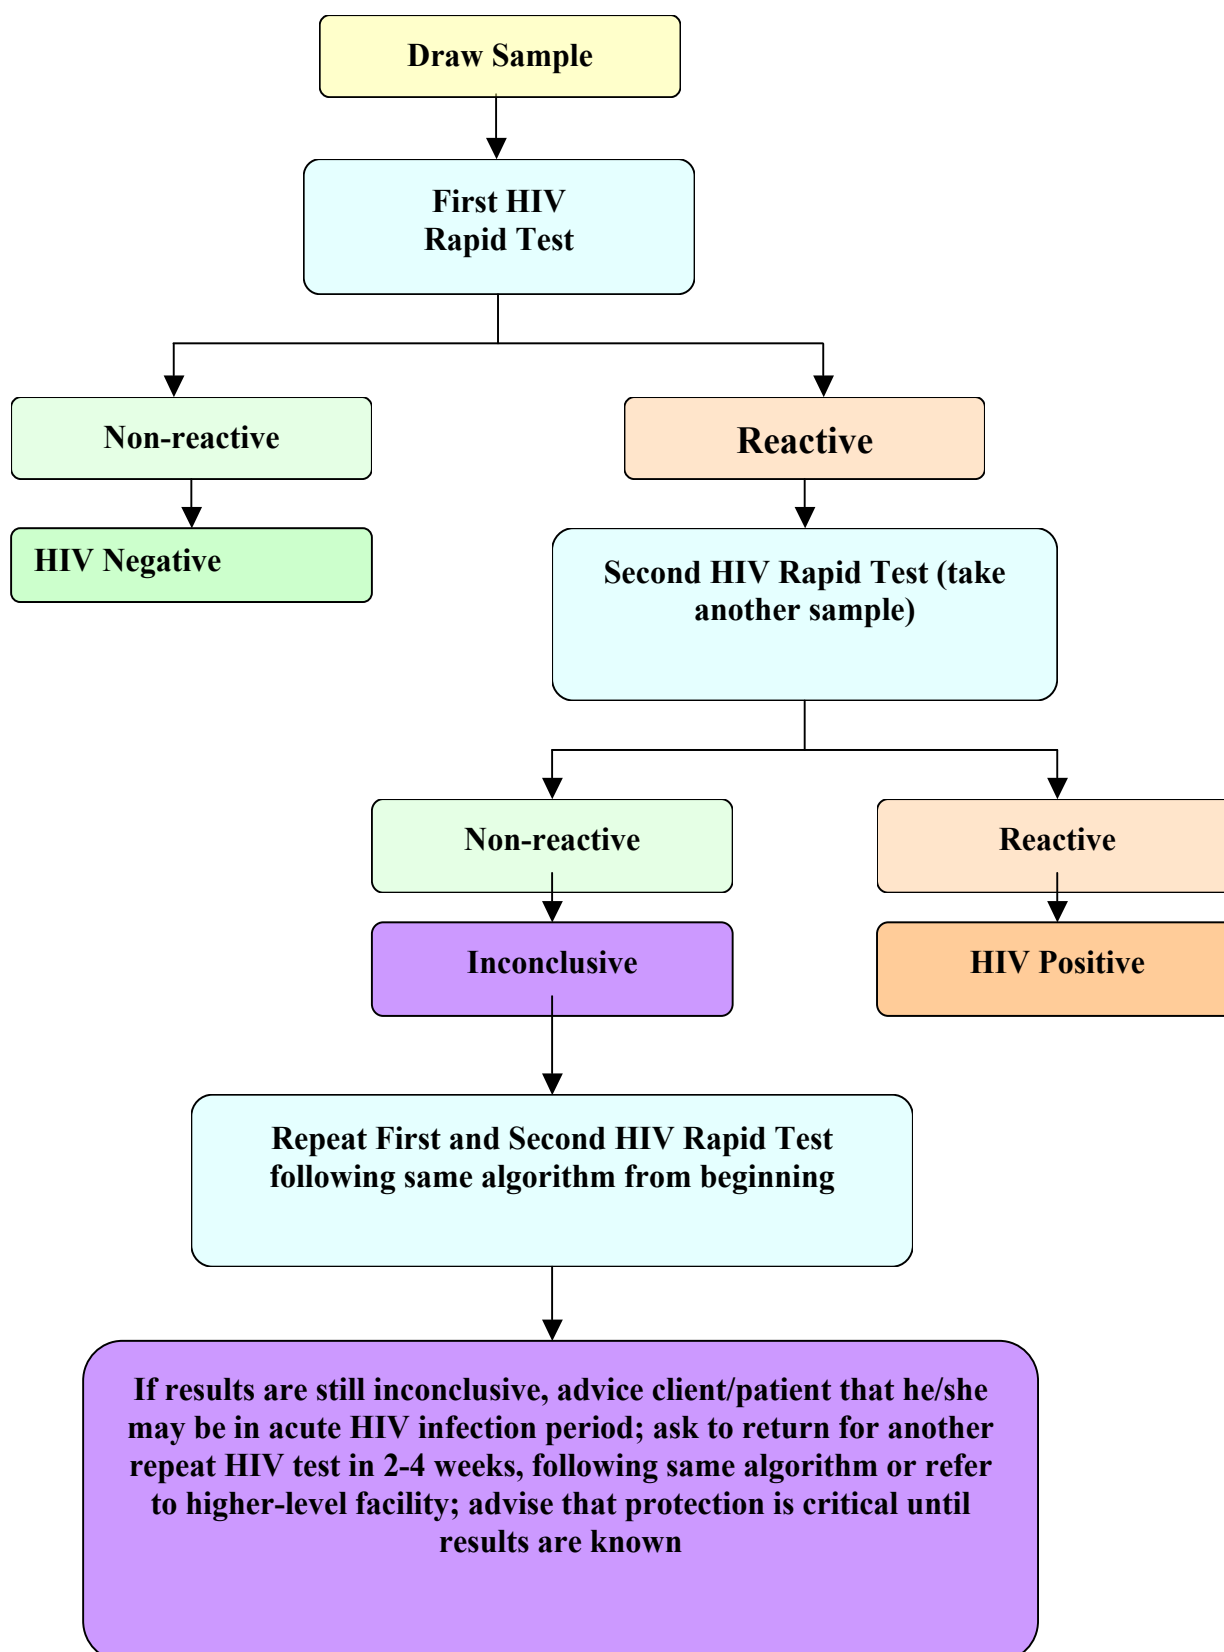 Draw Sample
First HIV
Rapid Test
Non-reactive
Reactive
HIV Negative
Second HIV Rapid Test (take
another sample)
Non-reactive
Reactive
Inconclusive
HIV Positive
Repeat First and Second HIV Rapid Test
following same algorithm from beginning
If results are still inconclusive, advice client/patient that he/she
may be in acute HIV infection period; ask to return for another
repeat HIV test in 2-4 weeks, following same algorithm or refer
to higher-level facility; advise that protection is critical until
results are known